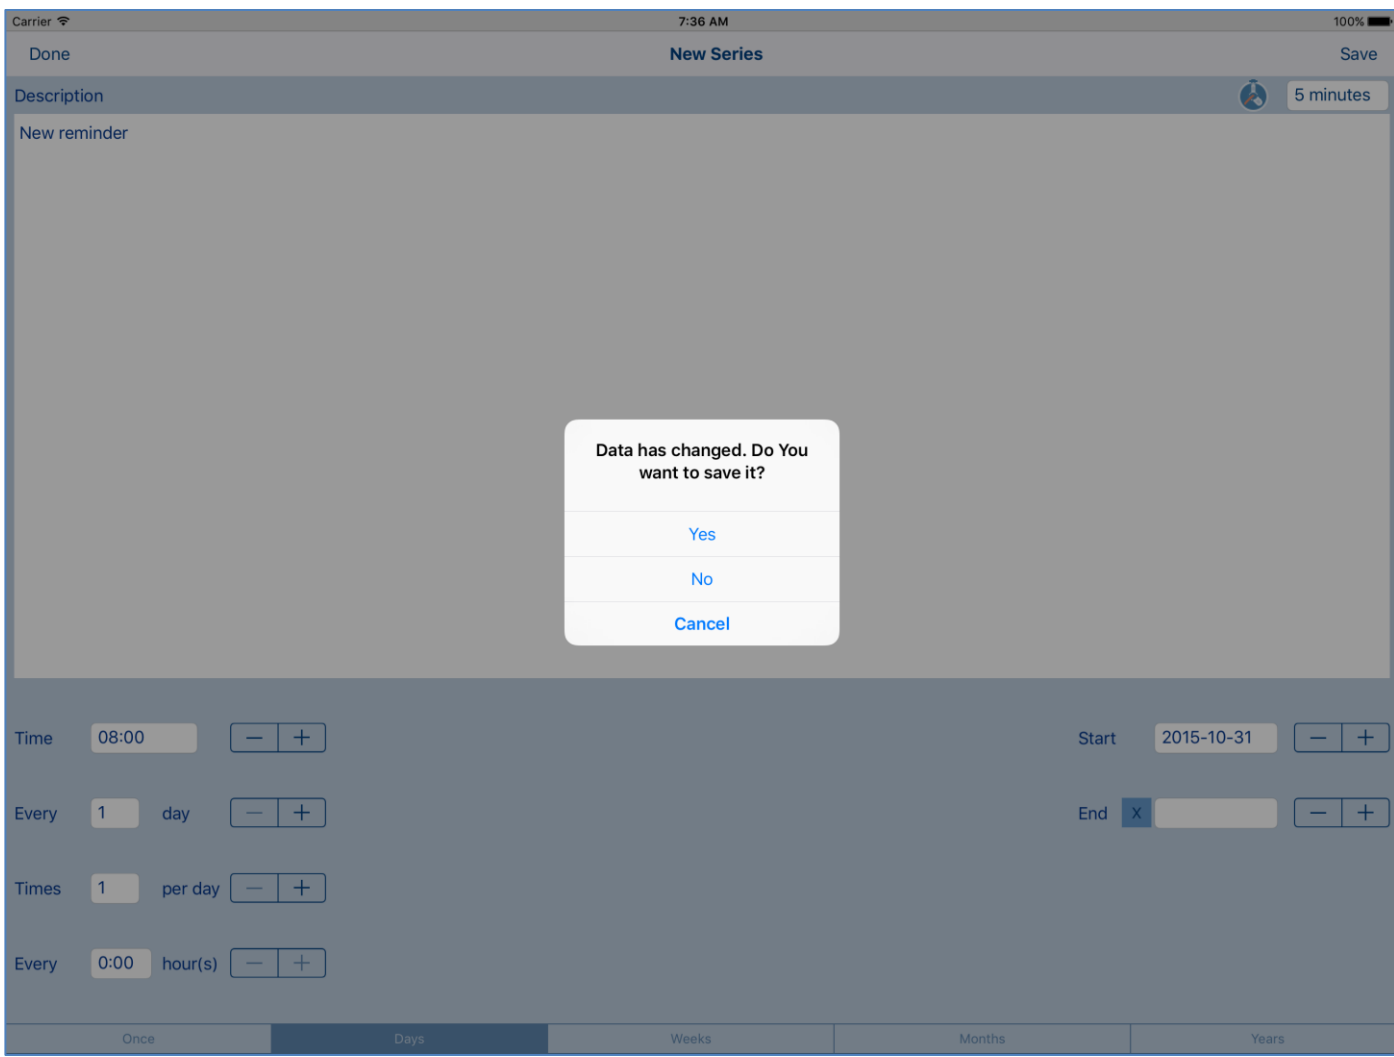 Carrier 7:36 AM 100%
Done New Series Save
Description 5 minutes
New reminder
Data has changed. Do You
want to save it?
Yes
No
Cancel
Time 08:00 — + Start 2015-10-31 — +
Every 1 day — + End X — +
Times 1 per day — +
Every 0:00 hour(s) — +
Once Days Weeks Months Years